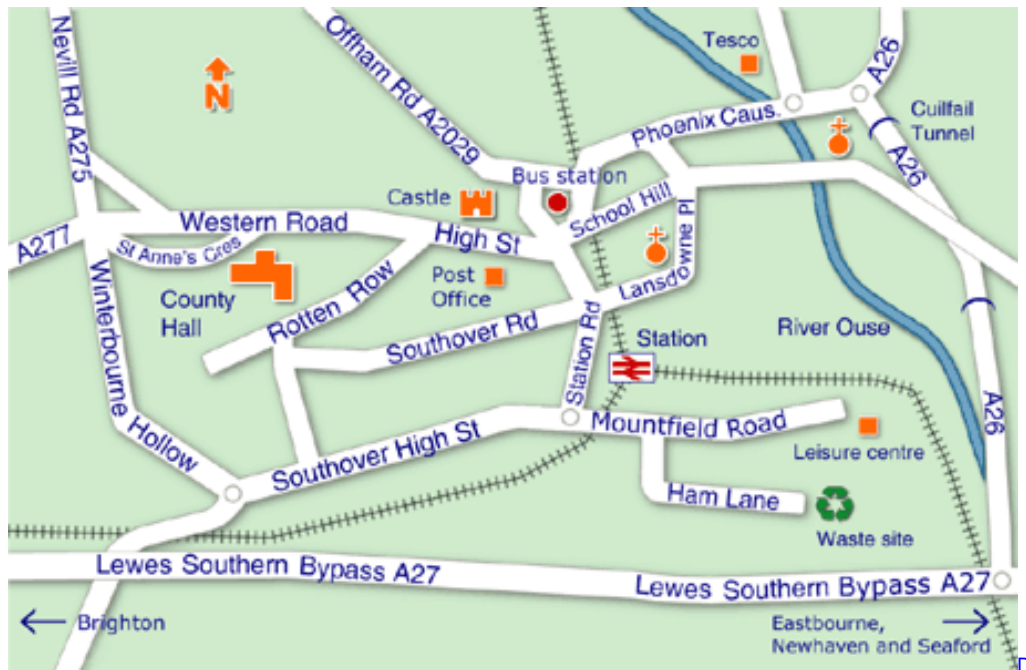 Nevill Rd A275
Offham Rd A2029
N
Tesco
A26
Phoenix Caus.
Cuilfail
Tunnel
A26
Bus station
Castle
School Hill
Western Road
High St
A277
St Anne's Cres
County
Hall
Post
Office
Lansdowne Pl
Rotten Row
Winterbourne Hollow
Southover Rd
Station Rd
Station
River Ouse
A26
Southover High St
Mountfield Road
Leisure centre
Ham Lane
Waste site
Lewes Southern Bypass A27
Lewes Southern Bypass A27
Brighton
Eastbourne,
Newhaven and Seaford